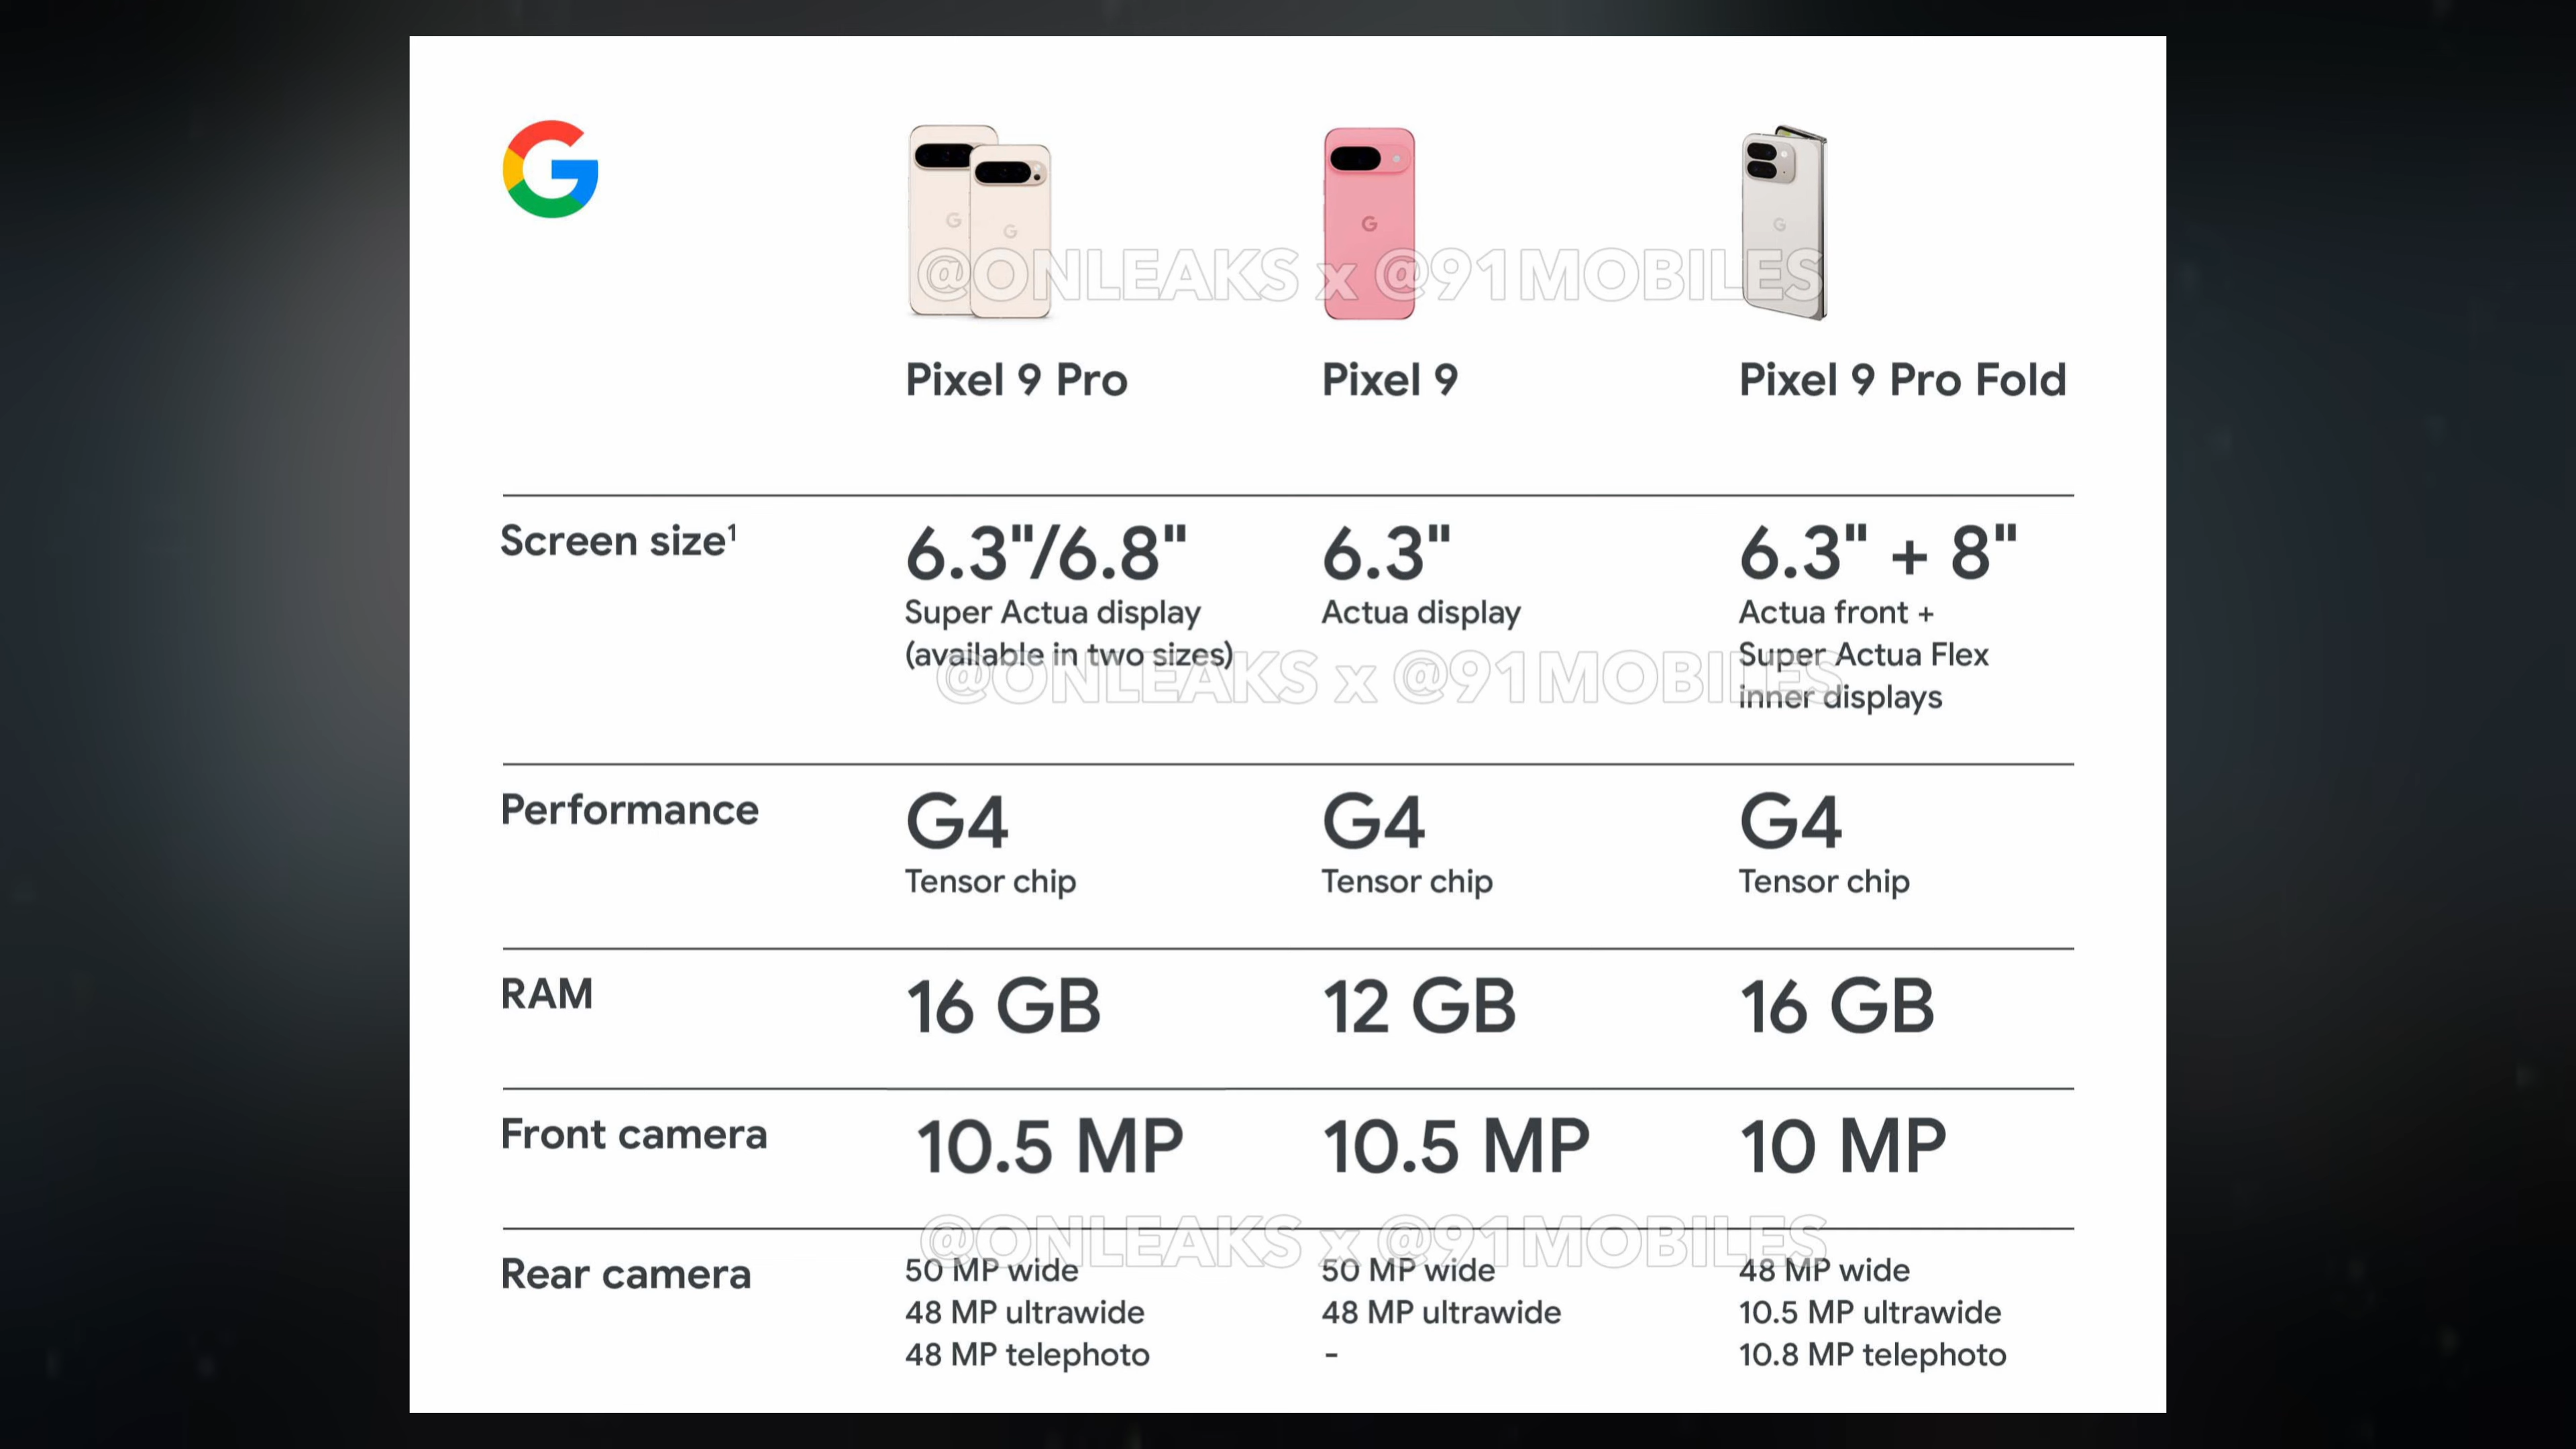 @ONLEAKS x @91MOBILES
Pixel 9 Pro
Pixel 9
Pixel 9 Pro Fold
Screen size¹
6.3"/6.8"
Super Actua display
(available in two sizes)
6.3"
Actua display
6.3" + 8"
Actua front +
Super Actua Flex
inner displays
@ONLEAKS x @91MOBILES
Performance
G4
Tensor chip
G4
Tensor chip
G4
Tensor chip
RAM
16 GB
12 GB
16 GB
Front camera
10.5 MP
10.5 MP
10 MP
@ONLEAKS x @91MOBILES
Rear camera
50 MP wide
48 MP ultrawide
48 MP telephoto
50 MP wide
48 MP ultrawide
-
48 MP wide
10.5 MP ultrawide
10.8 MP telephoto